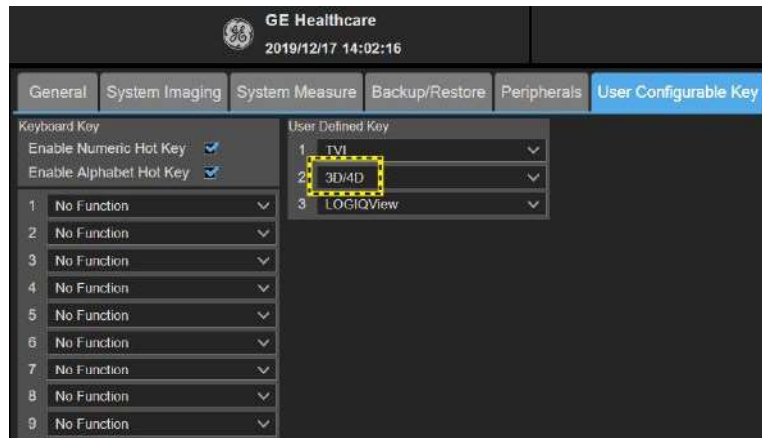 GE Healthcare
2019/12/17 14:02:16
General System Imaging System Measure Backup/Restore Peripherals User Configurable Key
Keyboard Key
Enable Numeric Hot Key
Enable Alphabet Hot Key
1 No Function
2 No Function
3 No Function
4 No Function
5 No Function
6 No Function
7 No Function
8 No Function
9 No Function
User Defined Key
1 TVI
2 3D/4D
3 LOGIQView